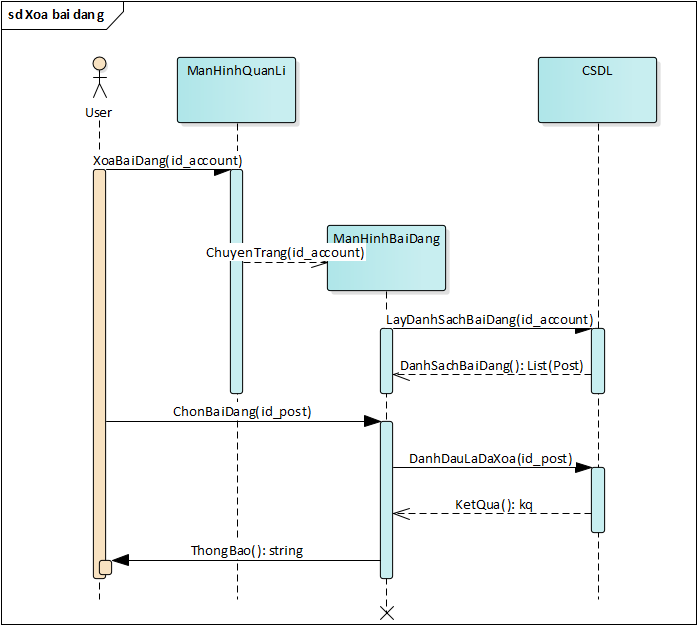 sd Xoa bai dang
ManHinhQuanLi
CSDL
User
XoaBaiDang(id_account)
ManHinhBaiDang
ChuyenTrang(id_account)
LayDanhSachBaiDang(id_account)
DanhSachBaiDang(): List(Post)
ChonBaiDang(id_post)
DanhDauLaDaXoa(id_post)
KetQua(): kq
ThongBao(): string